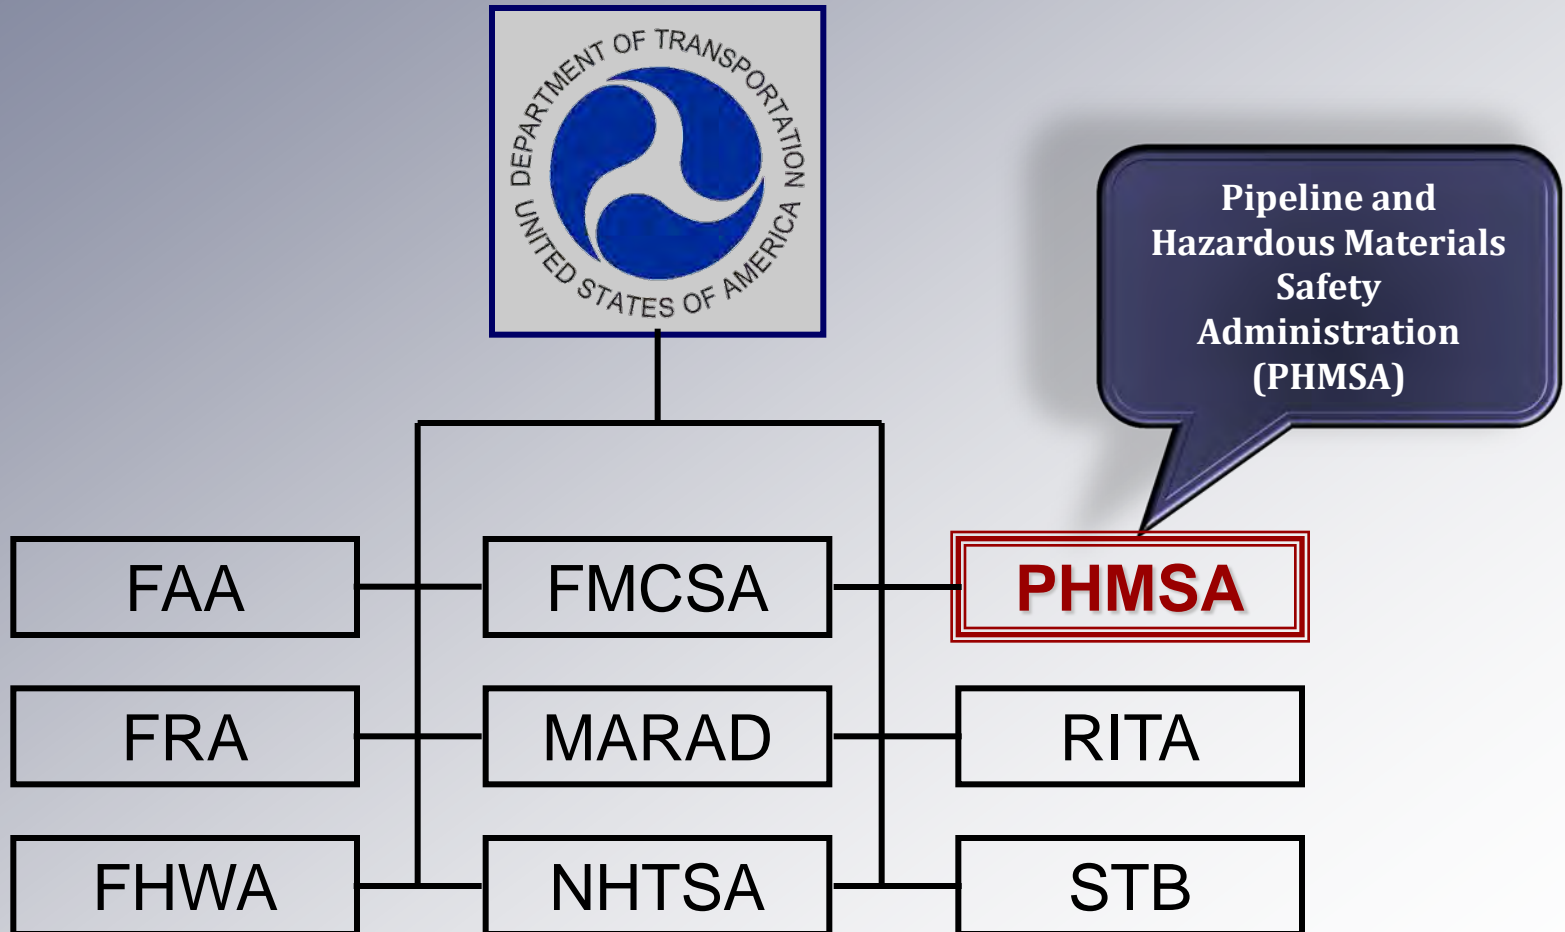 DEPARTMENT OF TRANSPORTATION
UNITED STATES OF AMERICA
Pipeline and
Hazardous Materials
Safety
Administration
(PHMSA)
FAA
FMCSA
PHMSA
FRA
MARAD
RITA
FHWA
NHTSA
STB